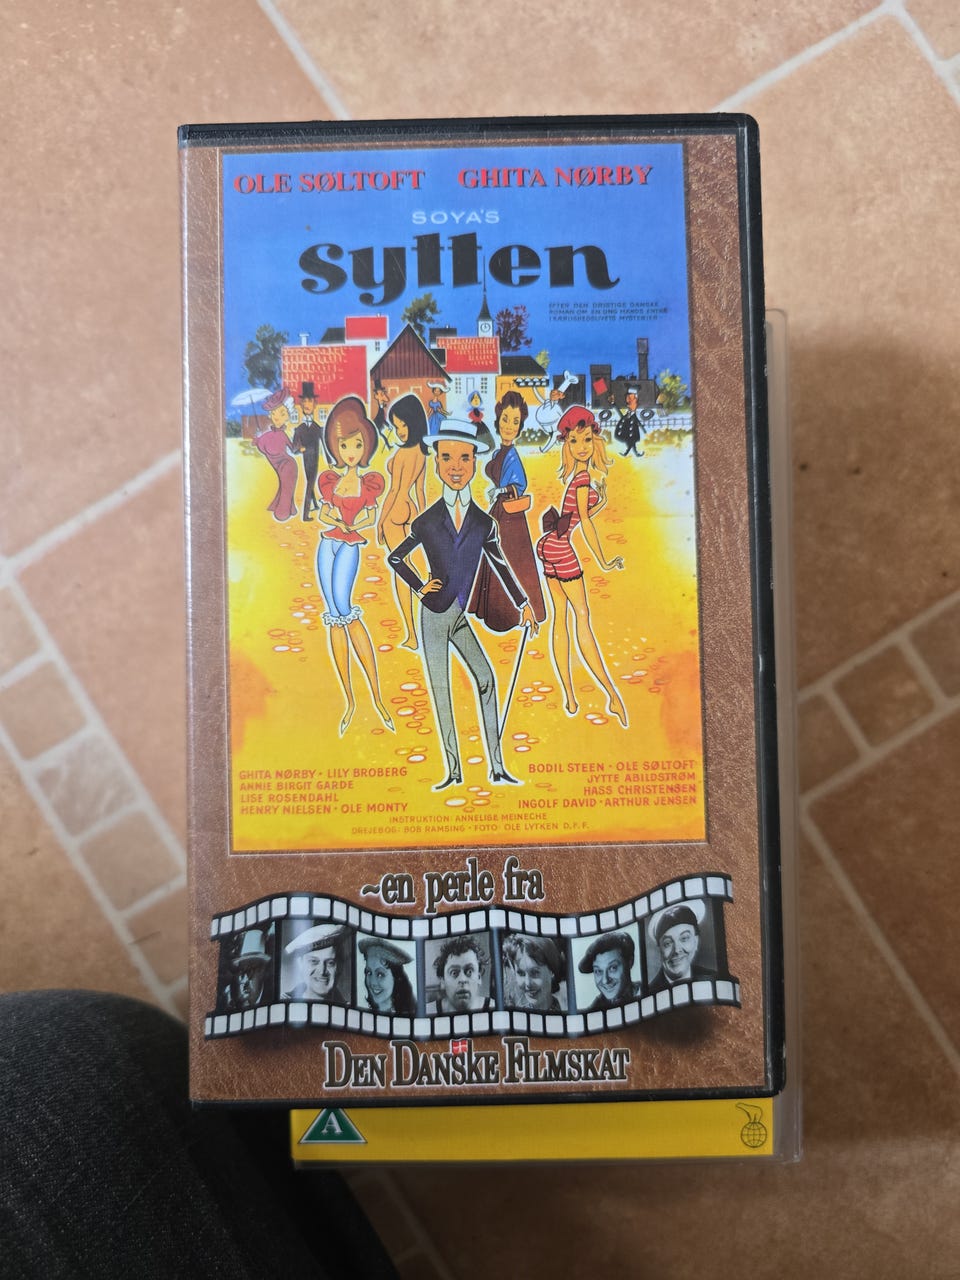 OLE SØLTOFT GHITA NØRBY
SOYA'S
sytten
EFTER DEN DRISTIGE DANSKE
ROMAN OM EN UNG MANDS ENTRÉ
I KÆRLIGHEDSLIVETS MYSTERIER
GHITA NØRBY · LILY BROBERG
ANNIE BIRGIT GARDE
LISE ROSENDAHL
HENRY NIELSEN · OLE MONTY
BODIL STEEN · OLE SØLTOFT
JYTTE ABILDSTRØM
HASS CHRISTENSEN
INGOLF DAVID · ARTHUR JENSEN
INSTRUKTION: ANNELISE MEINECHE
DREJEBOG: BOB RAMSING · FOTO: OLE LYTKEN D.F.F.
~en perle fra
DEN DANSKE FILMSKAT
A